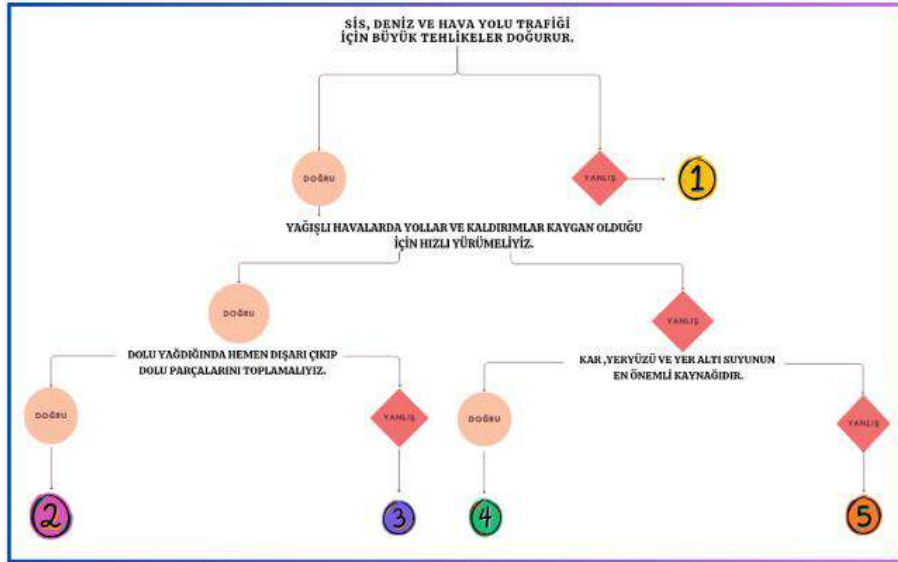 SİS, DENİZ VE HAVA YOLU TRAFİĞİ
İÇİN BÜYÜK TEHLİKELER DOĞURUR.
DOĞRU
YANLIŞ
1
YAĞIŞLI HAVALARDA YOLLAR VE KALDIRIMLAR KAYGAN OLDUĞU
İÇİN HIZLI YÜRÜMELİYİZ.
DOĞRU
YANLIŞ
DOLU YAĞDIĞINDA HEMEN DIŞARI ÇIKIP
DOLU PARÇALARINI TOPLAMALIYIZ.
KAR ,YERYÜZÜ VE YER ALTI SUYUNUN
EN ÖNEMLİ KAYNAĞIDIR.
DOĞRU
YANLIŞ
DOĞRU
YANLIŞ
2
3
4
5